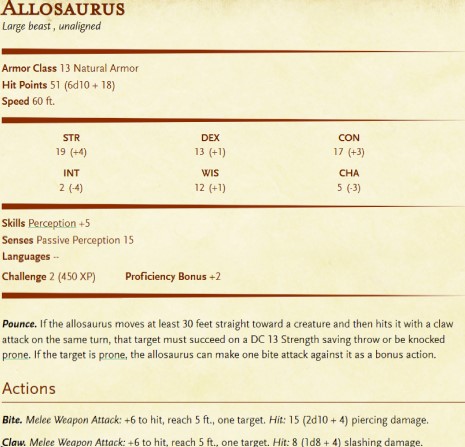 ALLOSAURUS
Large beast , unaligned
Armor Class 13 Natural Armor
Hit Points 51 (6d10 + 18)
Speed 60 ft.
STR DEX CON
19 (+4) 13 (+1) 17 (+3)
INT WIS CHA
2 (-4) 12 (+1) 5 (-3)
Skills Perception +5
Senses Passive Perception 15
Languages --
Challenge 2 (450 XP) Proficiency Bonus +2
Pounce. If the allosaurus moves at least 30 feet straight toward a creature and then hits it with a claw
attack on the same turn, that target must succeed on a DC 13 Strength saving throw or be knocked
prone. If the target is prone, the allosaurus can make one bite attack against it as a bonus action.
Actions
Bite. Melee Weapon Attack: +6 to hit, reach 5 ft., one target. Hit: 15 (2d10 + 4) piercing damage.
Claw. Melee Weapon Attack: +6 to hit, reach 5 ft., one target. Hit: 8 (1d8 + 4) slashing damage.